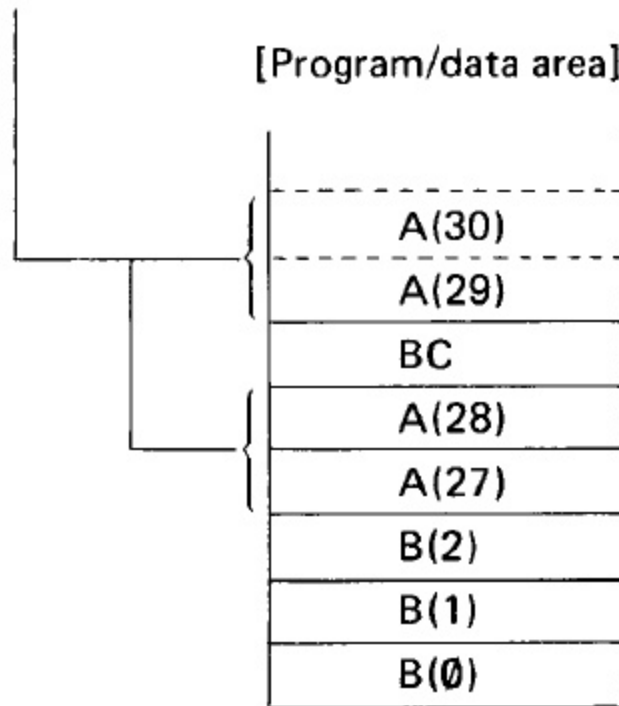 [Program/data area]
A(30)
A(29)
BC
A(28)
A(27)
B(2)
B(1)
B(Ø)